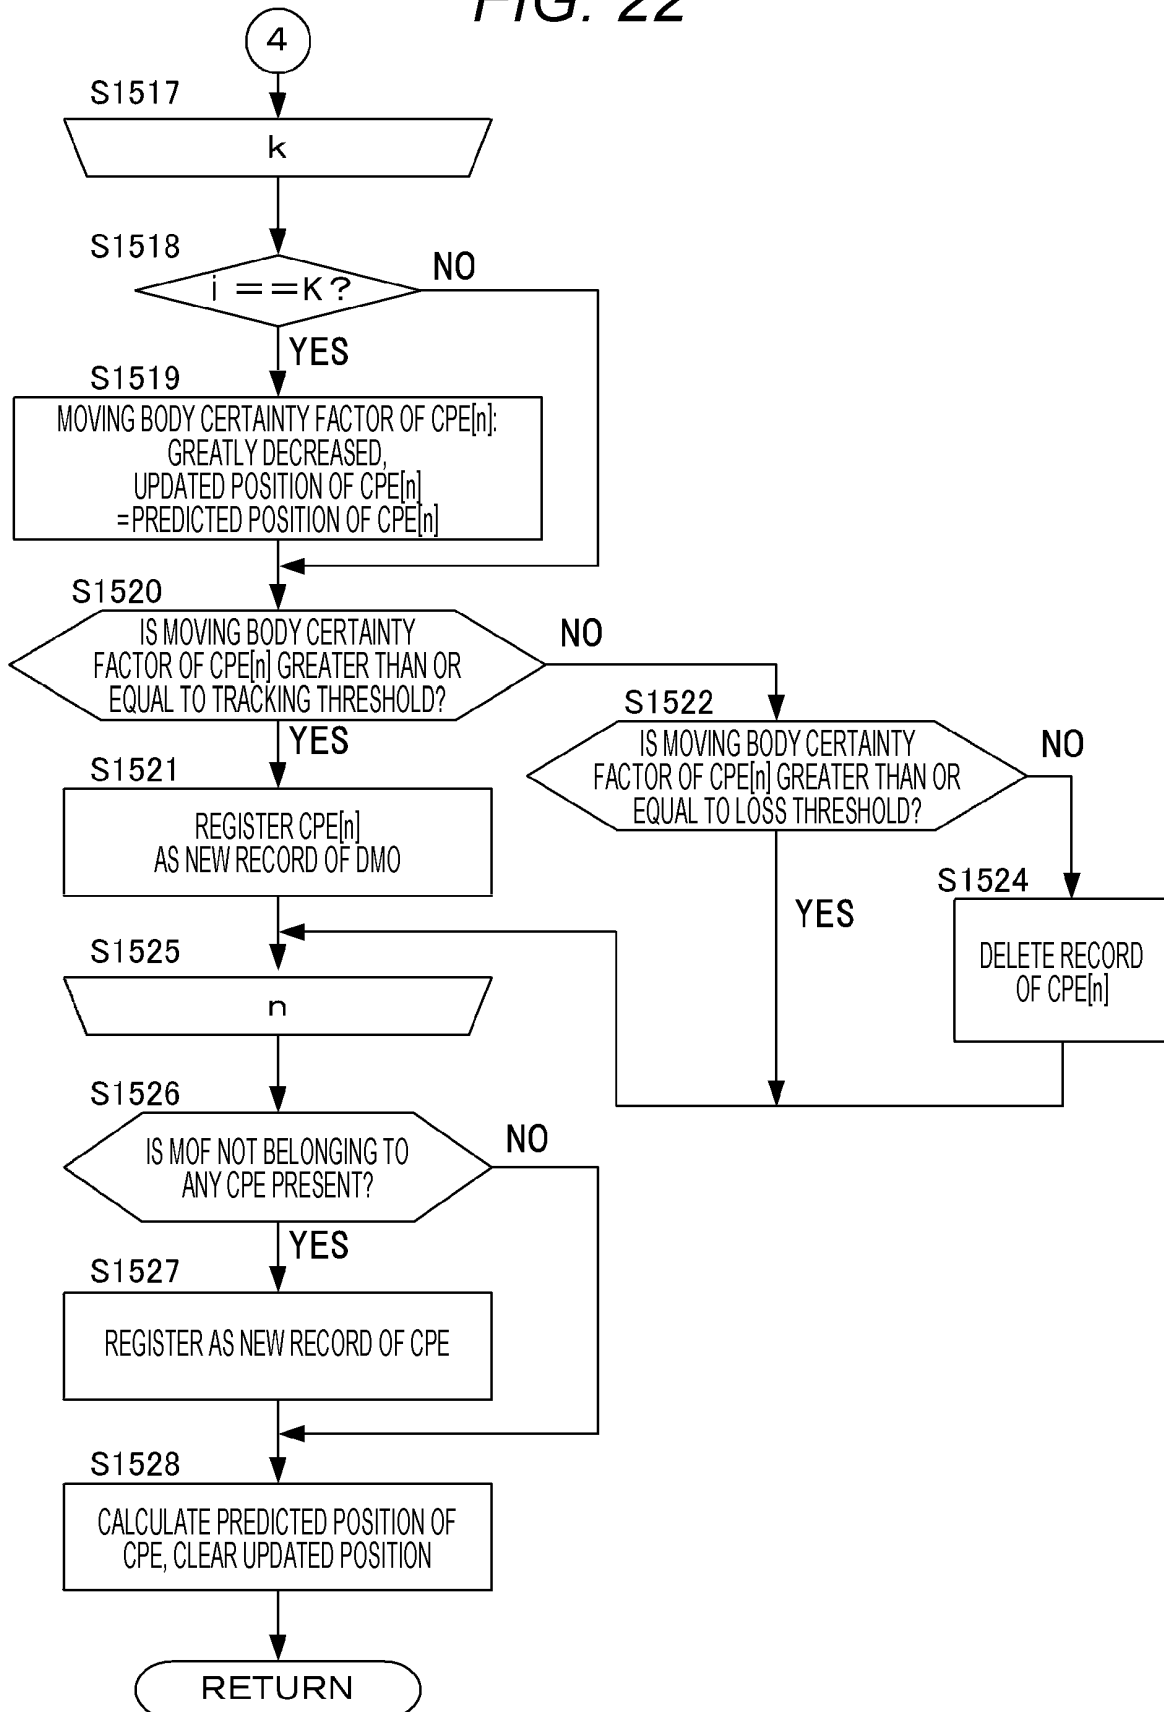 FIG. 22
4
S1517
k
S1518
i ==K?
NO
YES
S1519
MOVING BODY CERTAINTY FACTOR OF CPE[n]:
GREATLY DECREASED,
UPDATED POSITION OF CPE[n]
=PREDICTED POSITION OF CPE[n]
S1520
IS MOVING BODY CERTAINTY
FACTOR OF CPE[n] GREATER THAN OR
EQUAL TO TRACKING THRESHOLD?
NO
YES
S1521
REGISTER CPE[n]
AS NEW RECORD OF DMO
S1522
IS MOVING BODY CERTAINTY
FACTOR OF CPE[n] GREATER THAN OR
EQUAL TO LOSS THRESHOLD?
NO
YES
S1524
DELETE RECORD
OF CPE[n]
S1525
n
S1526
IS MOF NOT BELONGING TO
ANY CPE PRESENT?
NO
YES
S1527
REGISTER AS NEW RECORD OF CPE
S1528
CALCULATE PREDICTED POSITION OF
CPE, CLEAR UPDATED POSITION
RETURN